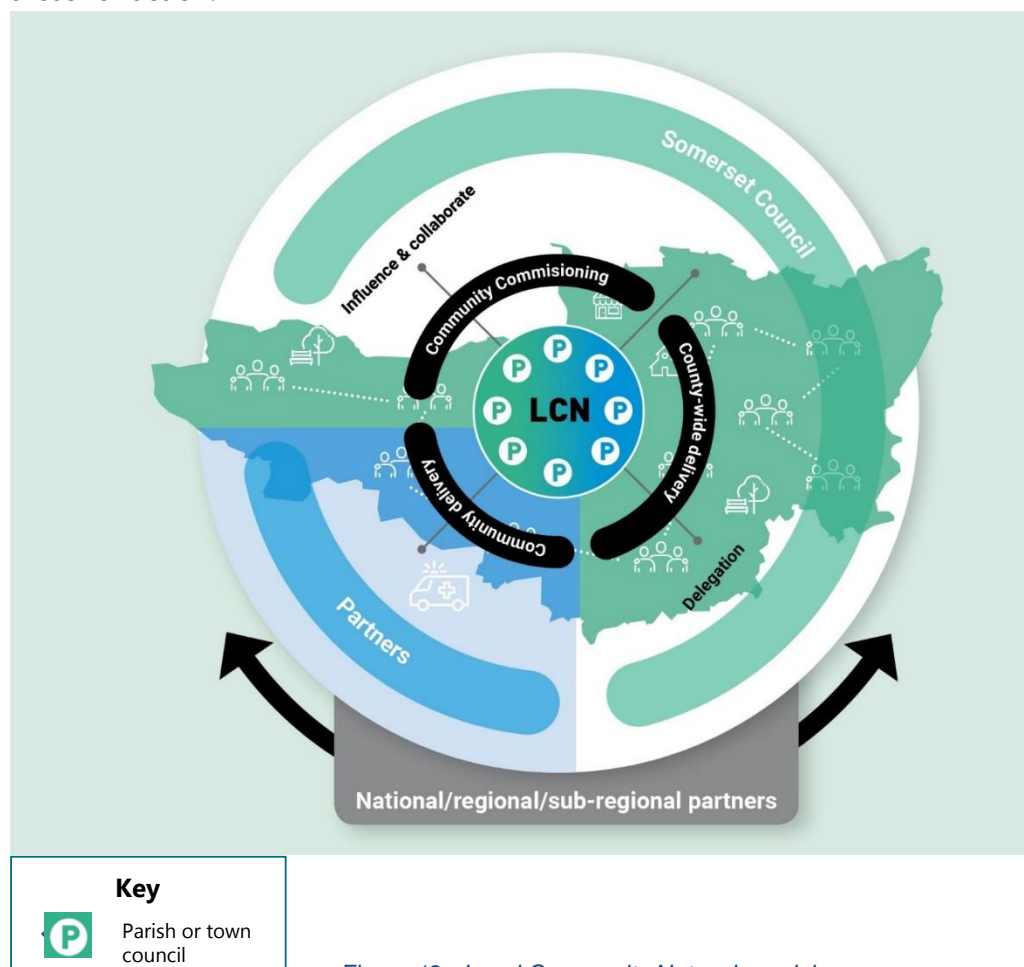 Somerset Council
Influence & collaborate
Community Commisioning
P
P
P
P
P
LCN
P
P
P
County-wide delivery
Community delivery
Delegation
Partners
National/regional/sub-regional partners
Key
P
Parish or town
council